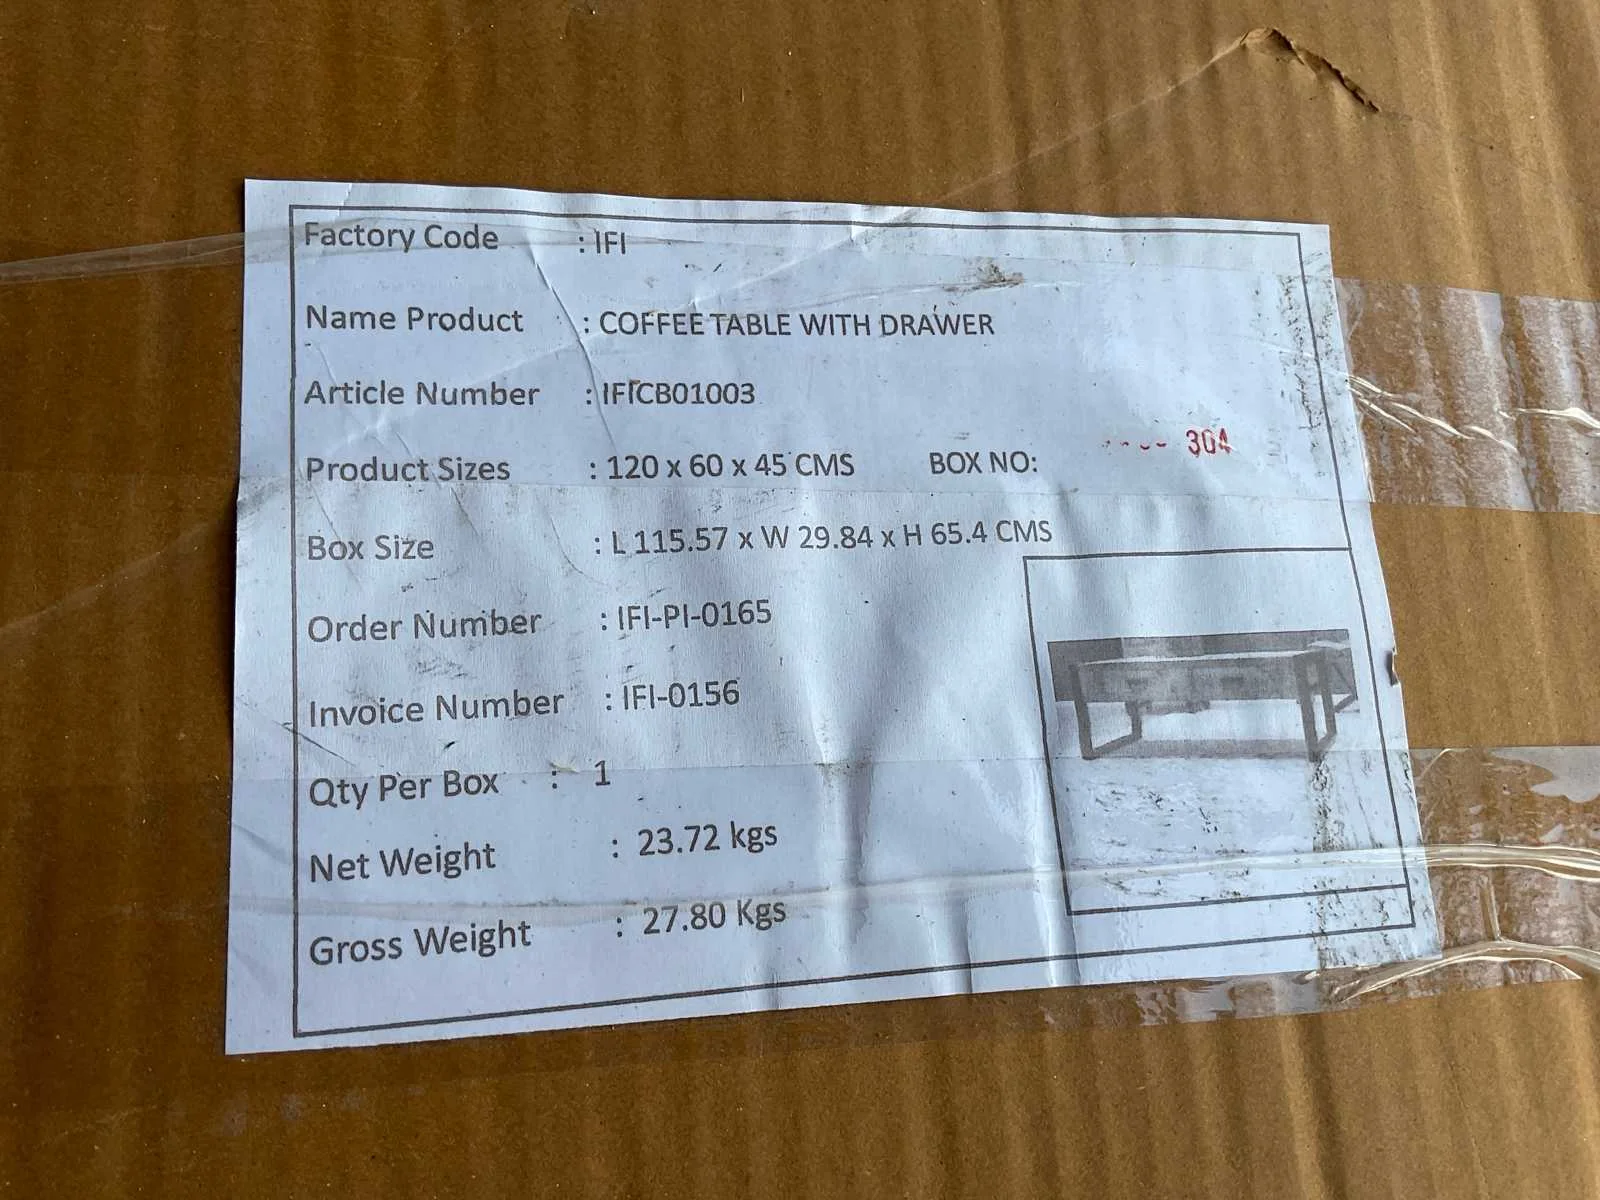 Factory Code : IFI
Name Product : COFFEE TABLE WITH DRAWER
Article Number : IFICB01003
Product Sizes : 120 x 60 x 45 CMS BOX NO: 304
Box Size : L 115.57 x W 29.84 x H 65.4 CMS
Order Number : IFI-PI-0165
Invoice Number : IFI-0156
Qty Per Box : 1
Net Weight : 23.72 kgs
Gross Weight : 27.80 Kgs